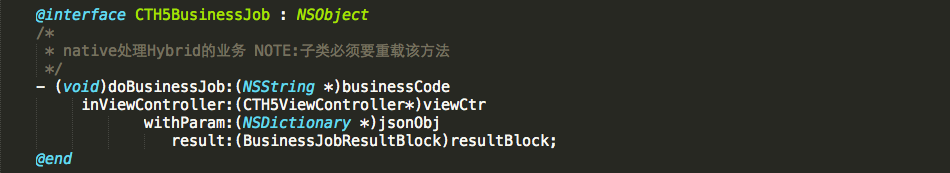 @interface CTH5BusinessJob : NSObject
/*
 * native处理Hybrid的业务 NOTE:子类必须要重载该方法
 */
- (void)doBusinessJob:(NSString *)businessCode
     inViewController:(CTH5ViewController*)viewCtr
            withParam:(NSDictionary *)jsonObj
               result:(BusinessJobResultBlock)resultBlock;
@end